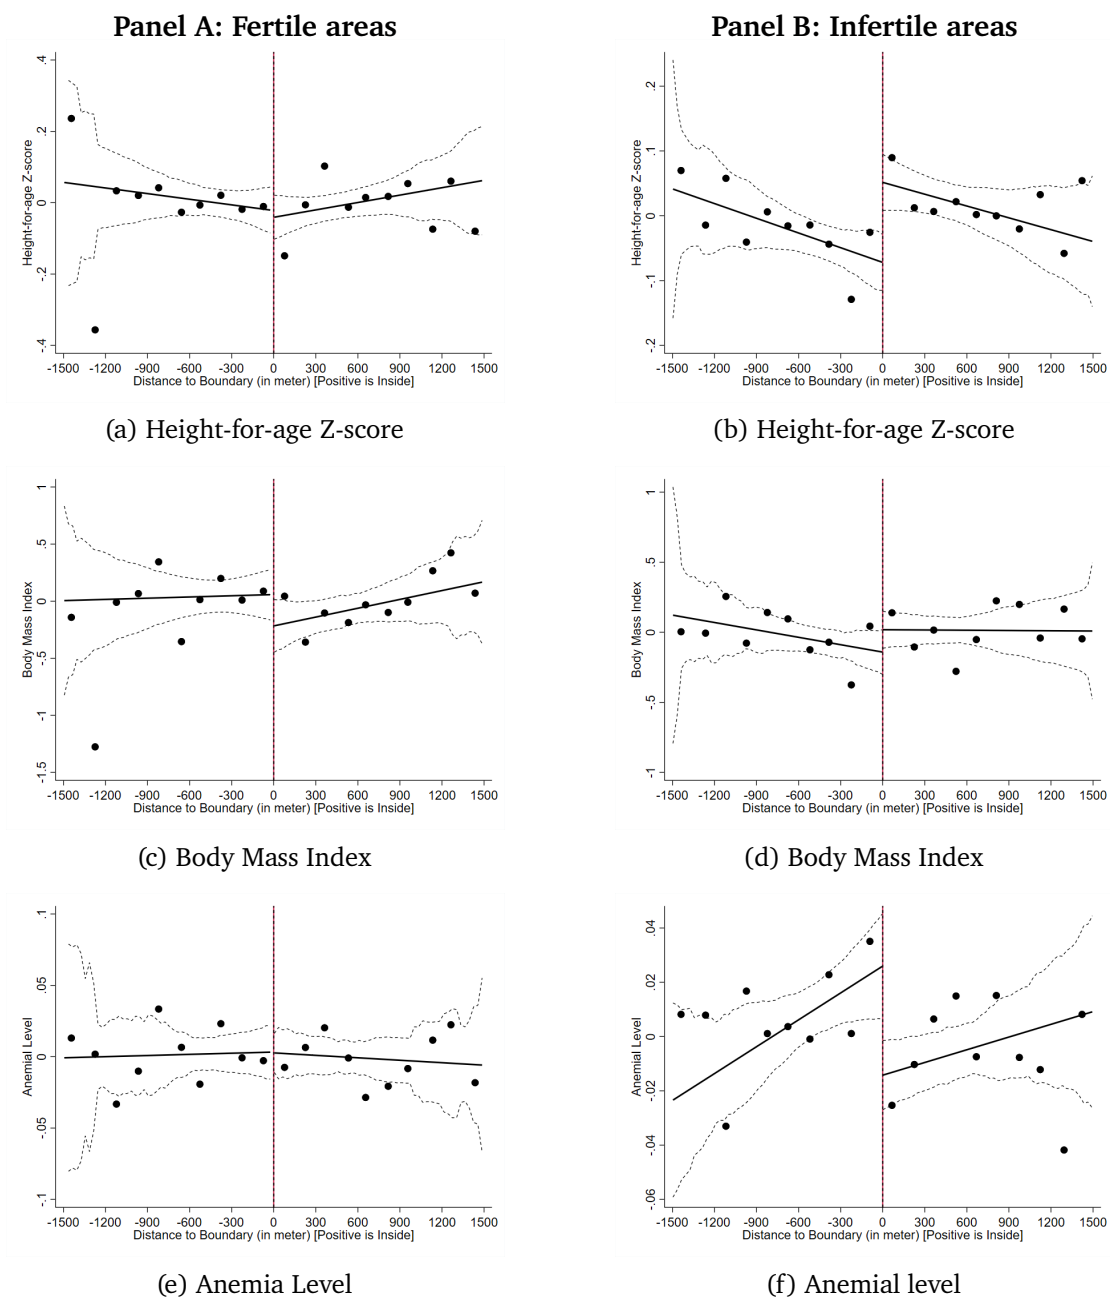 Panel A: Fertile areas
Panel B: Infertile areas
Height-for-age Z-score
.4
.2
0
-.2
-.4
-1500 -1200 -900 -600 -300 0 300 600 900 1200 1500
Distance to Boundary (in meter) [Positive is Inside]
(a) Height-for-age Z-score
Height-for-age Z-score
.2
.1
0
-.1
-.2
-1500 -1200 -900 -600 -300 0 300 600 900 1200 1500
Distance to Boundary (in meter) [Positive is Inside]
(b) Height-for-age Z-score
Body Mass Index
1
.5
0
-.5
-1
-1.5
-1500 -1200 -900 -600 -300 0 300 600 900 1200 1500
Distance to Boundary (in meter) [Positive is Inside]
(c) Body Mass Index
Body Mass Index
1
.5
0
-.5
-1
-1500 -1200 -900 -600 -300 0 300 600 900 1200 1500
Distance to Boundary (in meter) [Positive is Inside]
(d) Body Mass Index
Anemial Level
.1
.05
0
-.05
-.1
-1500 -1200 -900 -600 -300 0 300 600 900 1200 1500
Distance to Boundary (in meter) [Positive is Inside]
(e) Anemia Level
Anemial Level
.04
.02
0
-.02
-.04
-.06
-1500 -1200 -900 -600 -300 0 300 600 900 1200 1500
Distance to Boundary (in meter) [Positive is Inside]
(f) Anemial level